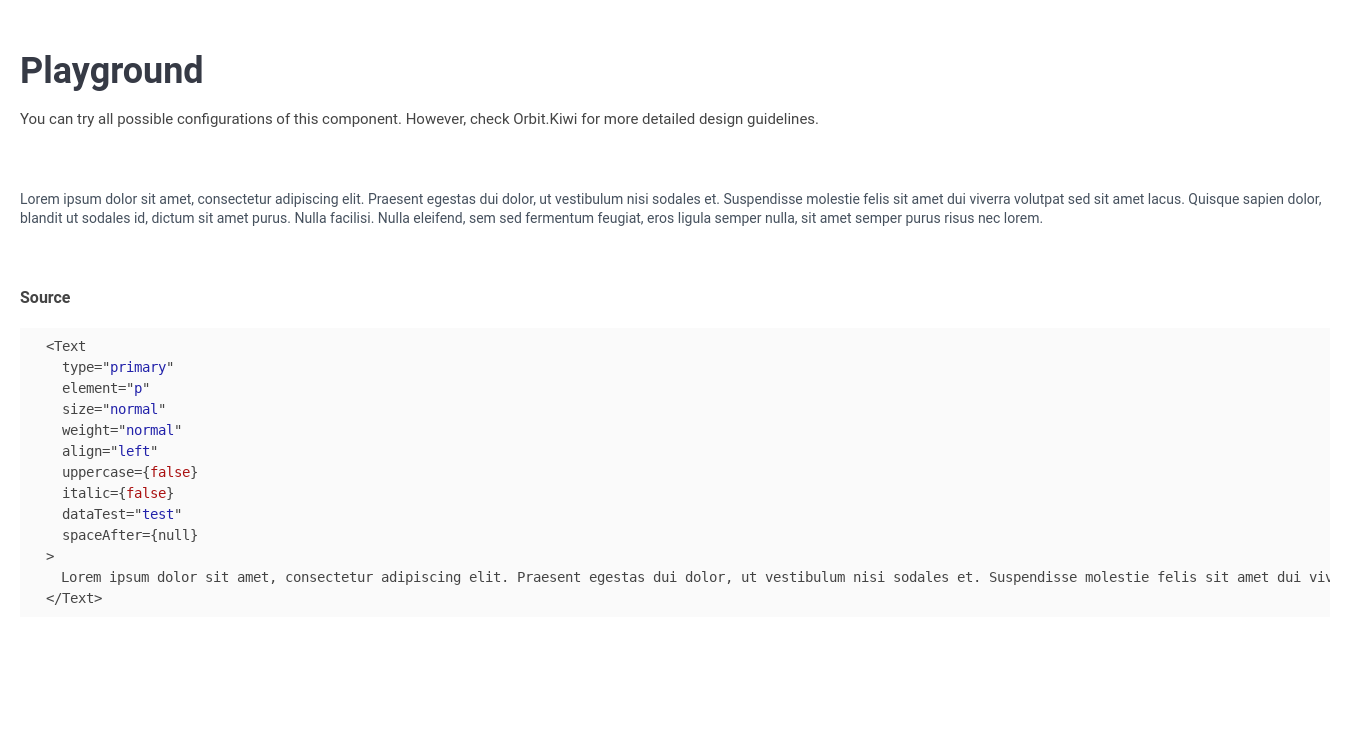 Playground
You can try all possible configurations of this component. However, check Orbit.Kiwi for more detailed design guidelines.
Lorem ipsum dolor sit amet, consectetur adipiscing elit. Praesent egestas dui dolor, ut vestibulum nisi sodales et. Suspendisse molestie felis sit amet dui viverra volutpat sed sit amet lacus. Quisque sapien dolor,
blandit ut sodales id, dictum sit amet purus. Nulla facilisi. Nulla eleifend, sem sed fermentum feugiat, eros ligula semper nulla, sit amet semper purus risus nec lorem.
Source
<Text
type="primary"
element="p"
size="normal"
weight="normal"
align="left"
uppercase={false}
italic={false}
dataTest="test"
spaceAfter={null}
>
Lorem ipsum dolor sit amet, consectetur adipiscing elit. Praesent egestas dui dolor, ut vestibulum nisi sodales et. Suspendisse molestie felis sit amet dui viv
</Text>